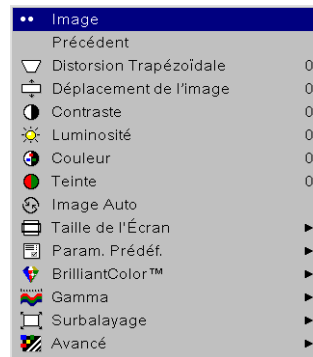 Image
Précédent
Distorsion Trapézoïdale 0
Déplacement de l'image 0
Contraste 0
Luminosité 0
Couleur 0
Teinte 0
Image Auto
Taille de l'Écran
Param. Prédéf.
BrilliantColor™
Gamma
Surbalayage
Avancé